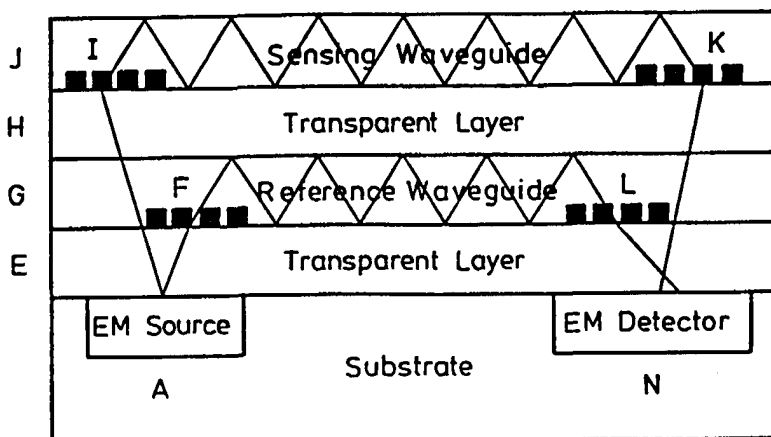 J
I
Sensing Waveguide
K
H
Transparent Layer
G
F
Reference Waveguide
L
E
Transparent Layer
EM Source
EM Detector
Substrate
A
N